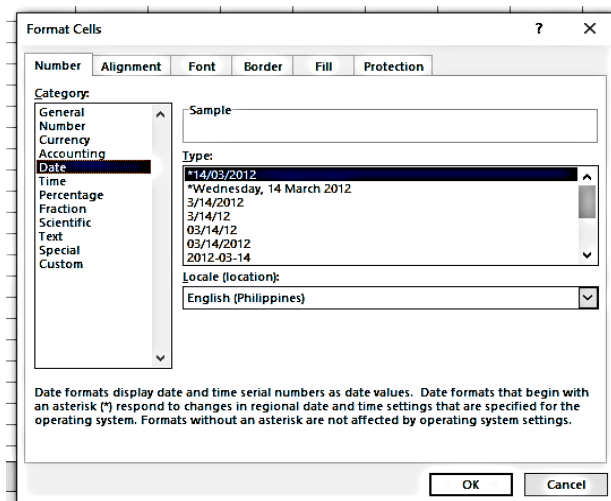 Format Cells ? ×
Number Alignment Font Border Fill Protection
Category:
General
Number
Currency
Accounting
Date
Time
Percentage
Fraction
Scientific
Text
Special
Custom
Sample
Type:
*14/03/2012
*Wednesday, 14 March 2012
3/14/2012
3/14/12
03/14/12
03/14/2012
2012-03-14
Locale (location):
English (Philippines)
Date formats display date and time serial numbers as date values. Date formats that begin with
an asterisk (*) respond to changes in regional date and time settings that are specified for the
operating system. Formats without an asterisk are not affected by operating system settings.
OK Cancel